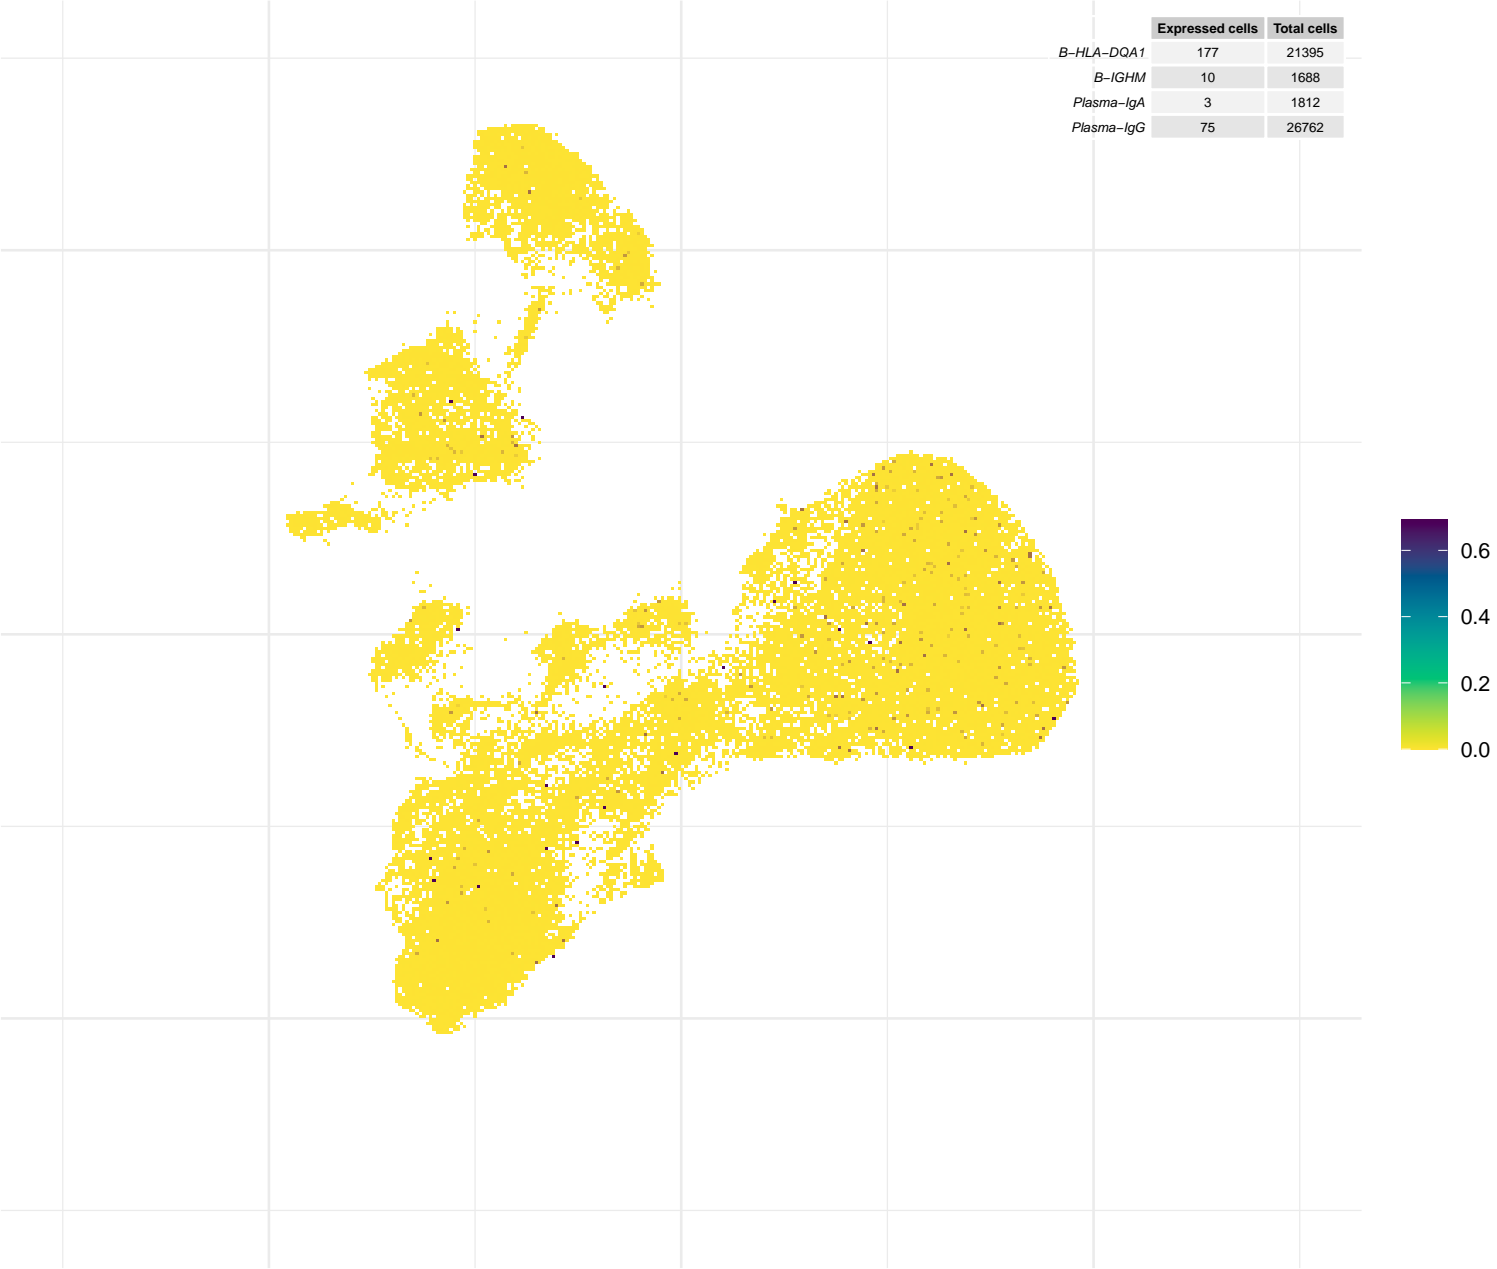 Expressed cells Total cells
B−HLA−DQA1 177 21395
B−IGHM 10 1688
Plasma−IgA 3 1812
Plasma−IgG 75 26762
0.6
0.4
0.2
0.0